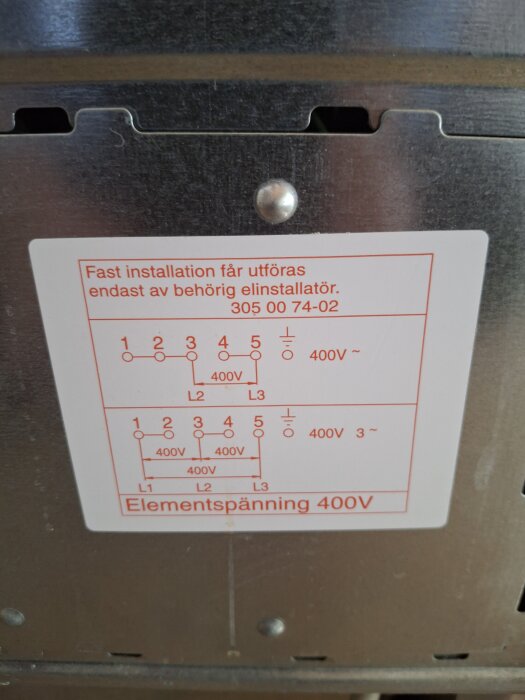 Fast installation får utföras
endast av behörig elinstallatör.
305 00 74-02
1 2 3 4 5 400V ~
400V
L2 L3
1 2 3 4 5 400V 3 ~
400V 400V
400V
L1 L2 L3
Elementspänning 400V